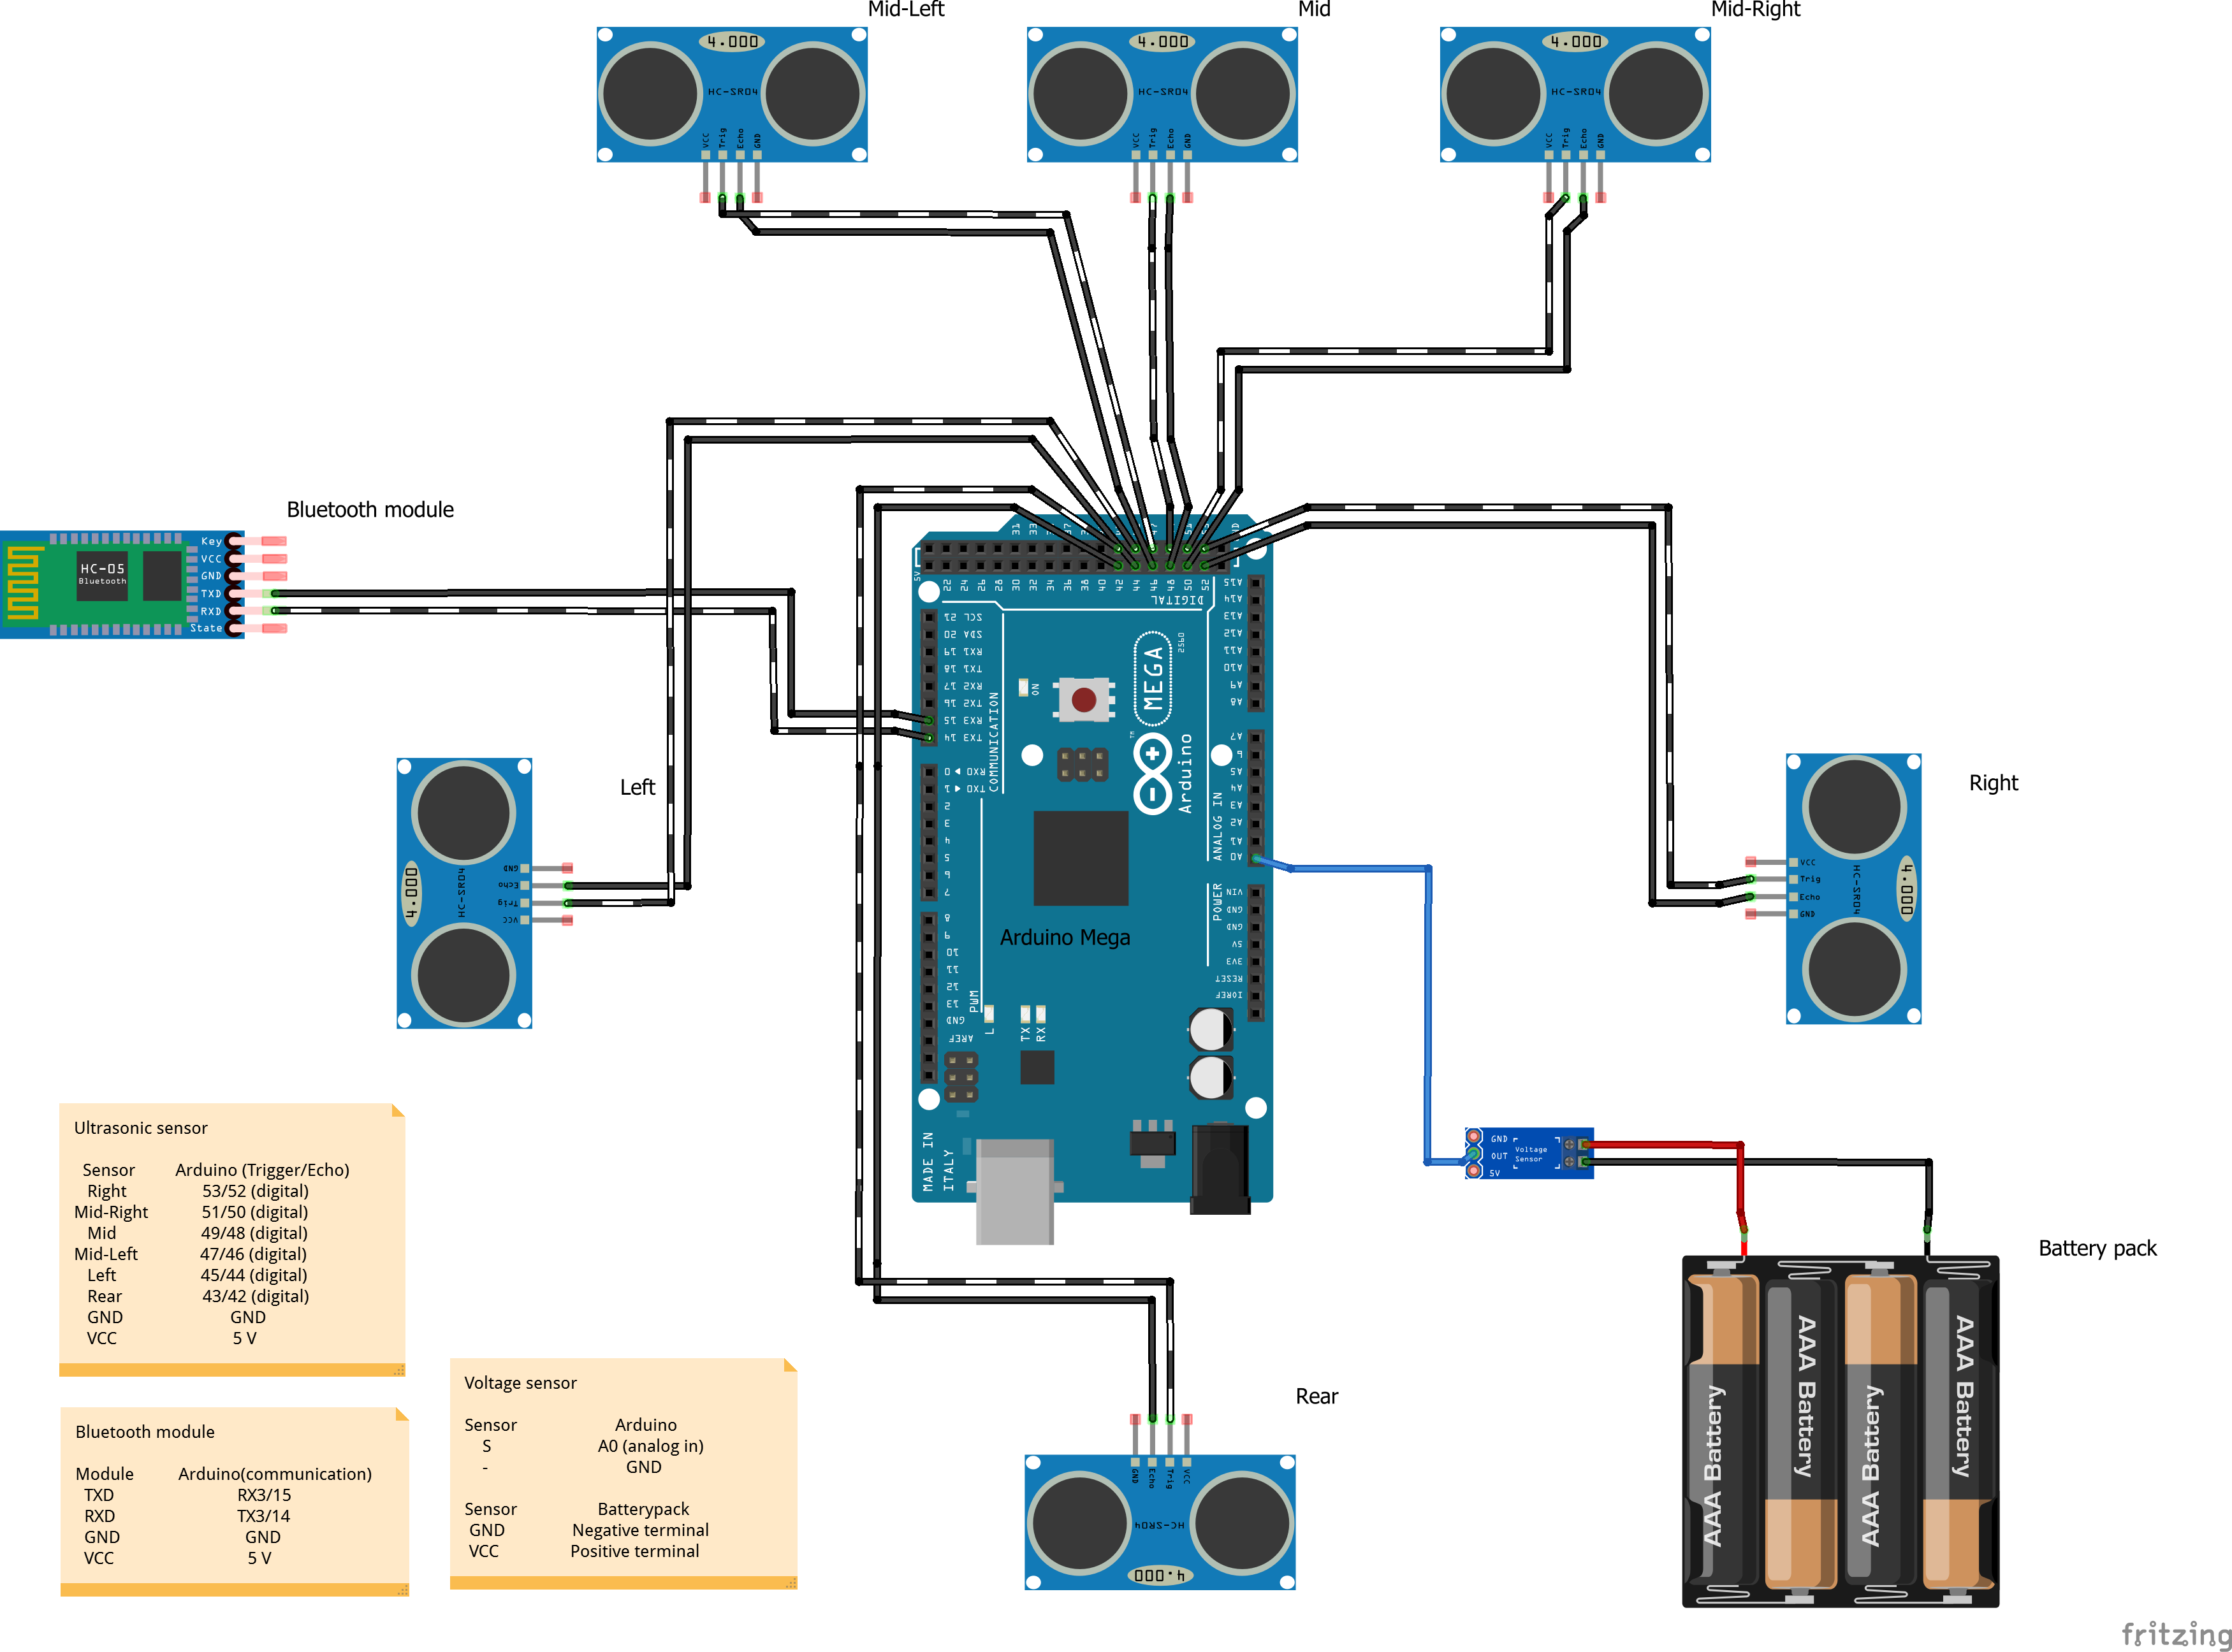 Mid-Left
Mid
Mid-Right
4.000
4.000
4.000
HC-SR04
HC-SR04
HC-SR04
VCC Trig Echo GND
VCC Trig Echo GND
VCC Trig Echo GND
Bluetooth module
Key
VCC
GND
TXD
RXD
State
HC-05
Bluetooth
31 33 37 47 51
GND
5V
22 24 26 28 30 32 34 36 38 40 42 44 46 48 50 52
DIGITAL
SCL 21
SDA 20
RX1 19
TX1 18
RX2 17
TX2 16
RX3 15
TX3 14
COMMUNICATION
RX0 ◄ 0
TX0 ► 1
2
3
4
5
6
7
8
9
10
11
12
13
GND
AREF
PWM
ON
L
TX
RX
MEGA
2560
TM
Arduino
A15
A14
A13
A12
A11
A10
A9
A8
A7
6
A5
A4
A3
A2
A1
A0
ANALOG IN
VIN
GND
GND
5V
3V3
RESET
IOREF
POWER
Arduino Mega
MADE IN
ITALY
Left
4.000
HC-SR04
GND
Echo
Trig
VCC
Right
4.000
HC-SR04
VCC
Trig
Echo
GND
GND
OUT
5V
Voltage
Sensor
Battery pack
AAA Battery
AAA Battery
AAA Battery
AAA Battery
Rear
GND Echo Trig VCC
HC-SR04
4.000
Ultrasonic sensor
Sensor Arduino (Trigger/Echo)
Right 53/52 (digital)
Mid-Right 51/50 (digital)
Mid 49/48 (digital)
Mid-Left 47/46 (digital)
Left 45/44 (digital)
Rear 43/42 (digital)
GND GND
VCC 5 V
Bluetooth module
Module Arduino(communication)
TXD RX3/15
RXD TX3/14
GND GND
VCC 5 V
Voltage sensor
Sensor Arduino
S A0 (analog in)
- GND
Sensor Batterypack
GND Negative terminal
VCC Positive terminal
fritzing